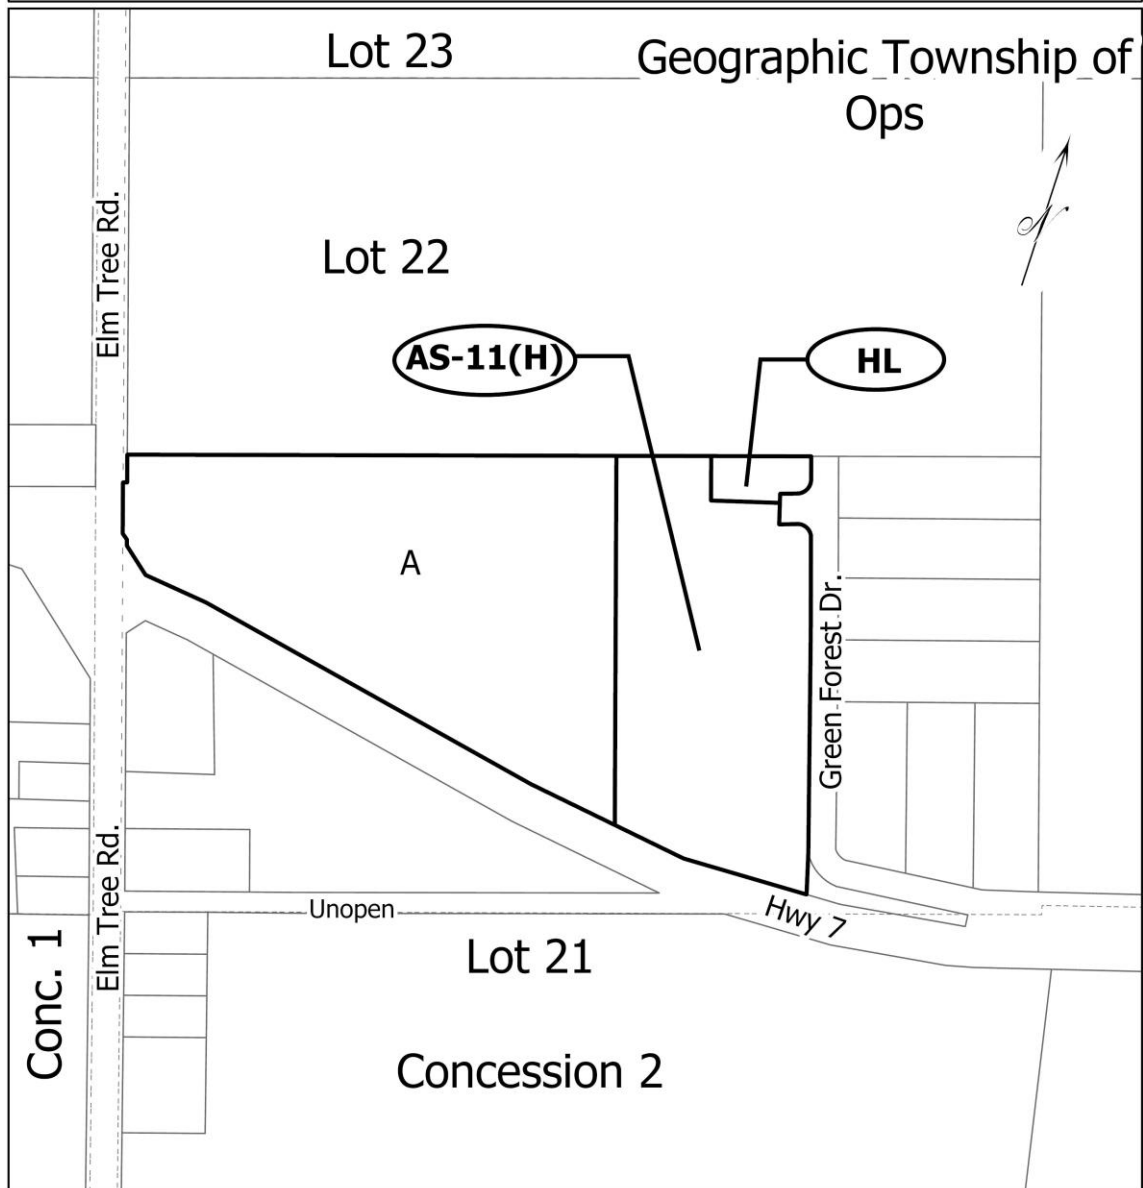 Lot 23
Geographic Township of
Ops
Elm Tree Rd.
N
Lot 22
AS-11(H)
HL
A
Green Forest Dr.
Elm Tree Rd.
Unopen
Hwy 7
Conc. 1
Lot 21
Concession 2